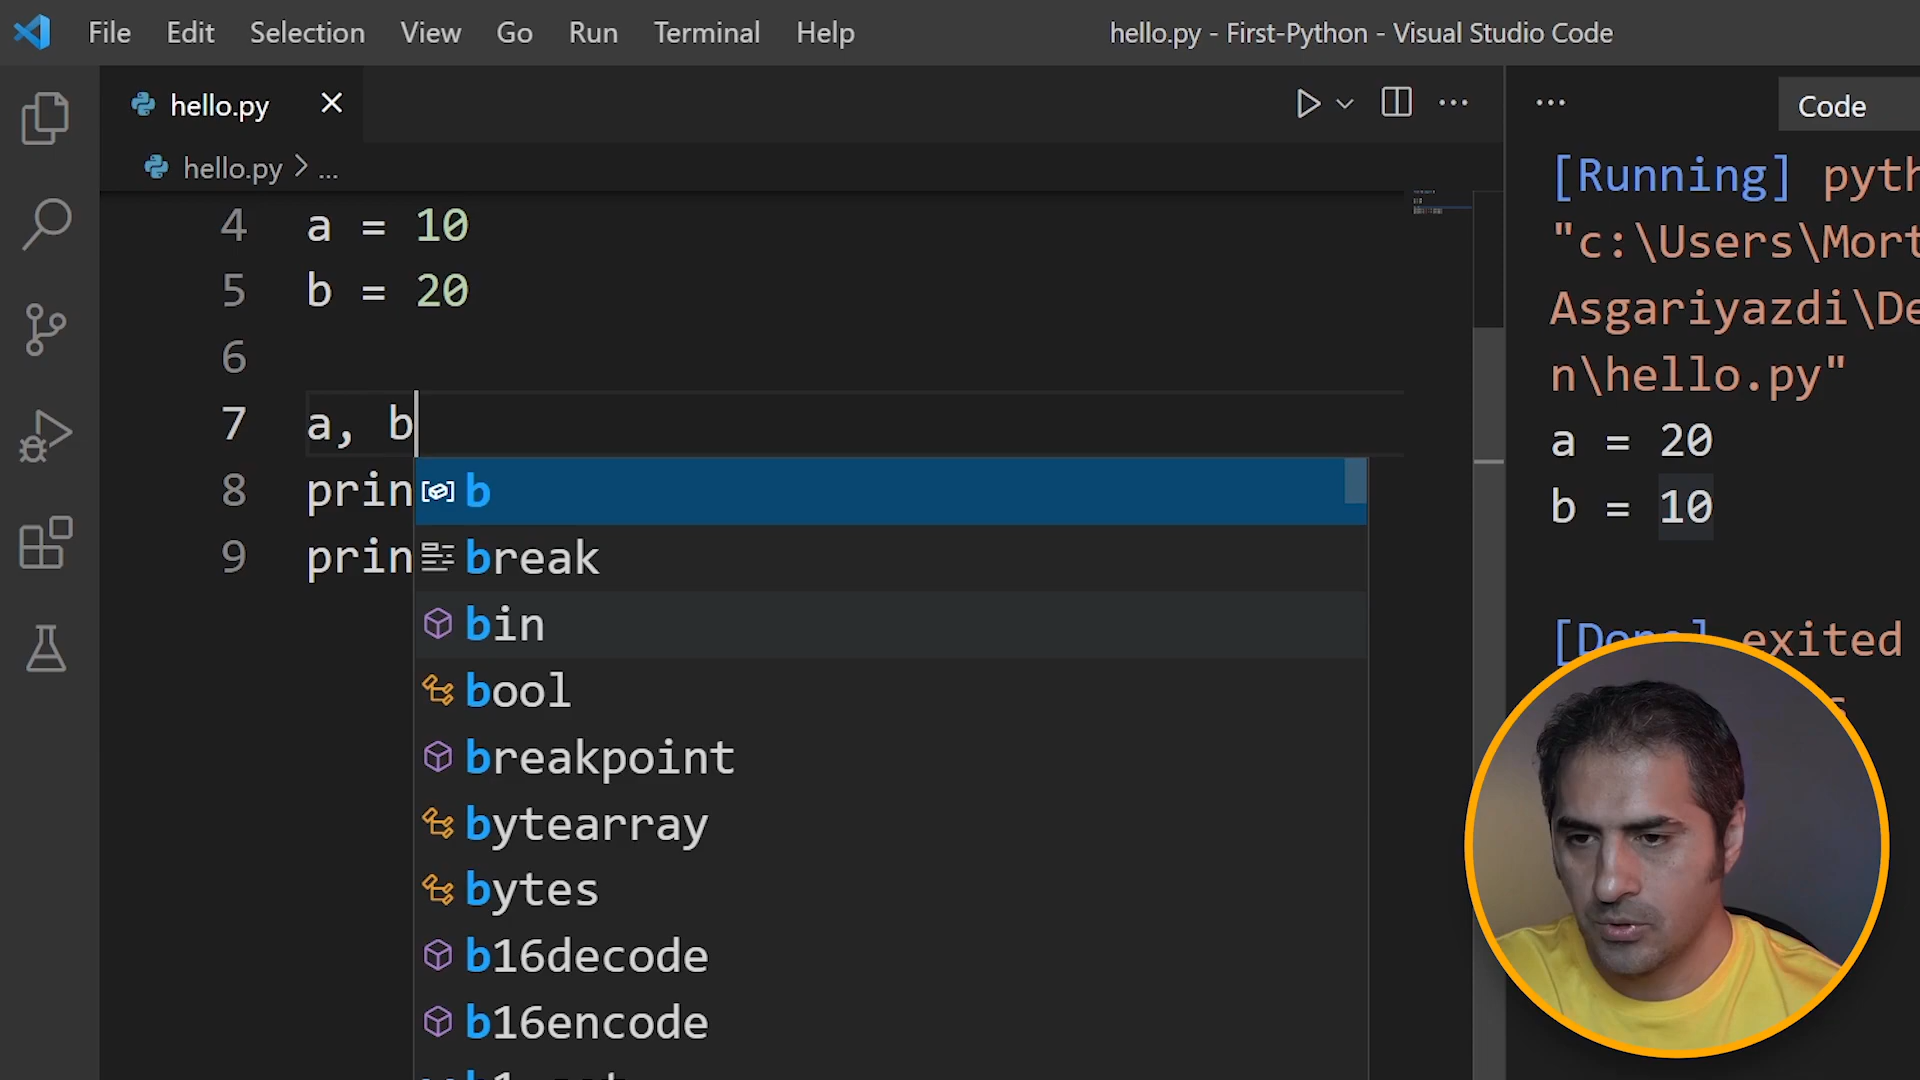 File Edit Selection View Go Run Terminal Help hello.py - First-Python - Visual Studio Code
hello.py
hello.py > ...
4 a = 10
5 b = 20
6
7 a, b
8 prin
9 prin
b
break
bin
bool
breakpoint
bytearray
bytes
b16decode
b16encode
Code
[Running] pyth
"c:\Users\Mort
Asgariyazdi\De
n\hello.py"
a = 20
b = 10
[Done] exited